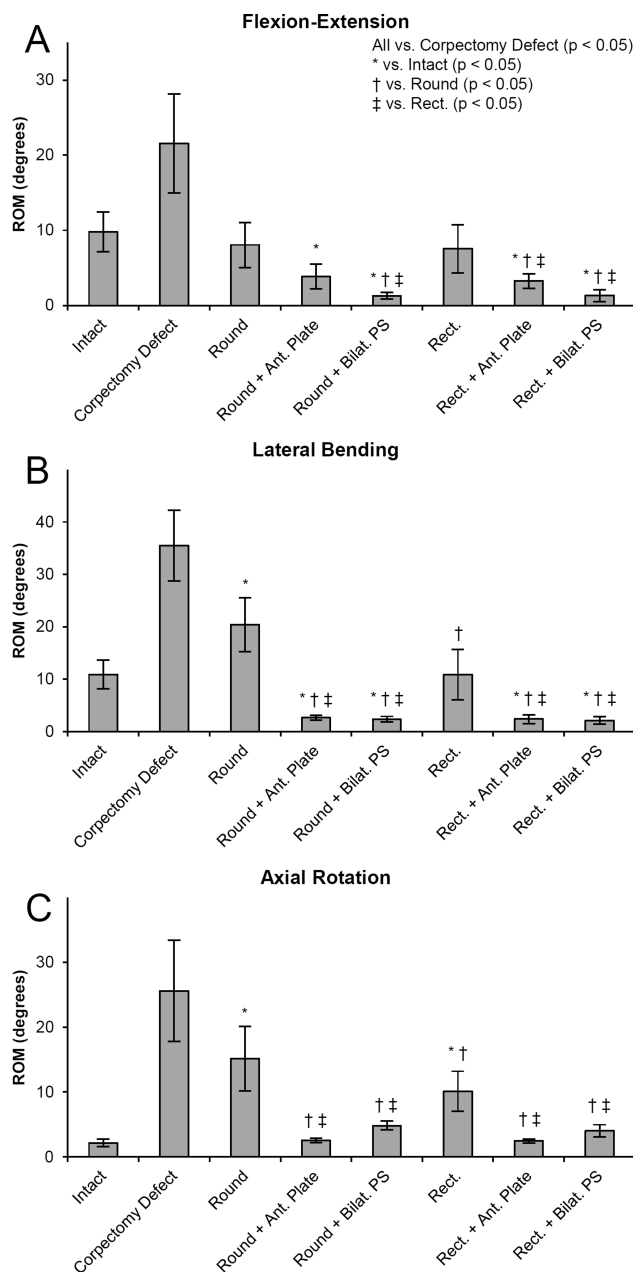 Flexion-Extension
A
All vs. Corpectomy Defect (p < 0.05)
* vs. Intact (p < 0.05)
† vs. Round (p < 0.05)
‡ vs. Rect. (p < 0.05)
ROM (degrees)
30
20
10
0
*
* † ‡
* † ‡
* † ‡
Intact
Corpectomy Defect
Round
Round + Ant. Plate
Round + Bilat. PS
Rect.
Rect. + Ant. Plate
Rect. + Bilat. PS
Lateral Bending
B
ROM (degrees)
40
30
20
10
0
*
* † ‡
* † ‡
†
* † ‡
* † ‡
Intact
Corpectomy Defect
Round
Round + Ant. Plate
Round + Bilat. PS
Rect.
Rect. + Ant. Plate
Rect. + Bilat. PS
Axial Rotation
C
ROM (degrees)
30
20
10
0
*
† ‡
† ‡
* †
† ‡
† ‡
Intact
Corpectomy Defect
Round
Round + Ant. Plate
Round + Bilat. PS
Rect.
Rect. + Ant. Plate
Rect. + Bilat. PS